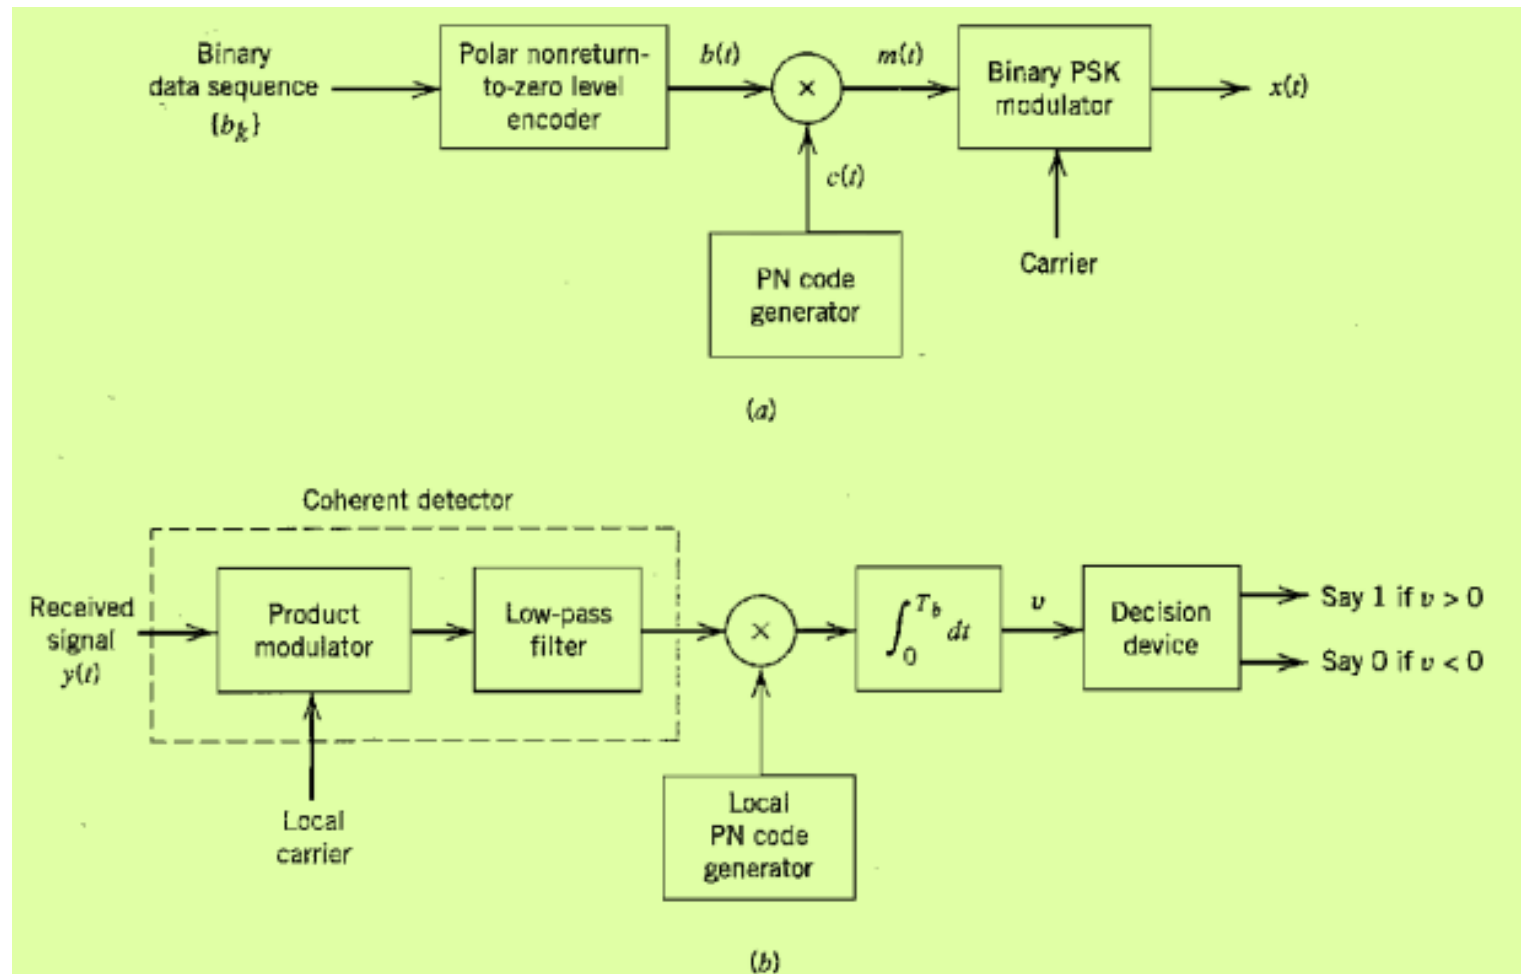 Binary
data sequence
{b_k}
Polar nonreturn-
to-zero level
encoder
b(t)
×
m(t)
Binary PSK
modulator
x(t)
c(t)
PN code
generator
Carrier
(a)
Coherent detector
Received
signal
y(t)
Product
modulator
Low-pass
filter
×
∫_0^{T_b} dt
v
Decision
device
Say 1 if v > 0
Say 0 if v < 0
Local
carrier
Local
PN code
generator
(b)